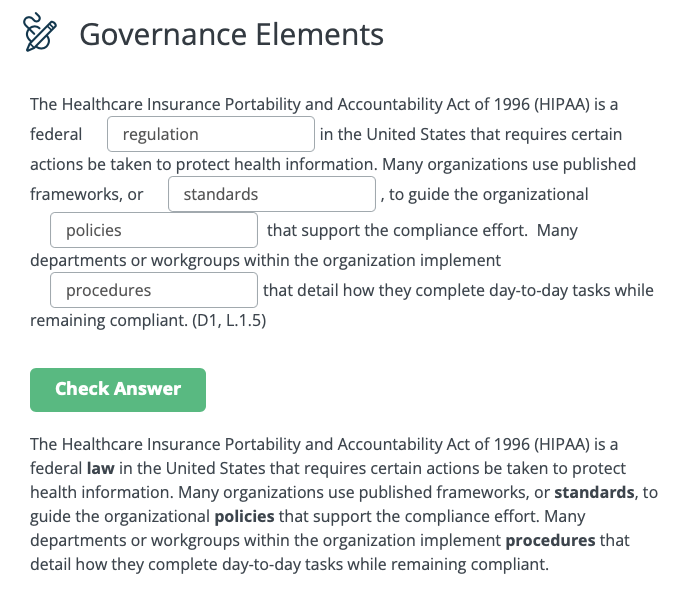 Governance Elements
The Healthcare Insurance Portability and Accountability Act of 1996 (HIPAA) is a
federal regulation in the United States that requires certain
actions be taken to protect health information. Many organizations use published
frameworks, or standards , to guide the organizational
policies that support the compliance effort. Many
departments or workgroups within the organization implement
procedures that detail how they complete day-to-day tasks while
remaining compliant. (D1, L.1.5)
Check Answer
The Healthcare Insurance Portability and Accountability Act of 1996 (HIPAA) is a
federal law in the United States that requires certain actions be taken to protect
health information. Many organizations use published frameworks, or standards, to
guide the organizational policies that support the compliance effort. Many
departments or workgroups within the organization implement procedures that
detail how they complete day-to-day tasks while remaining compliant.